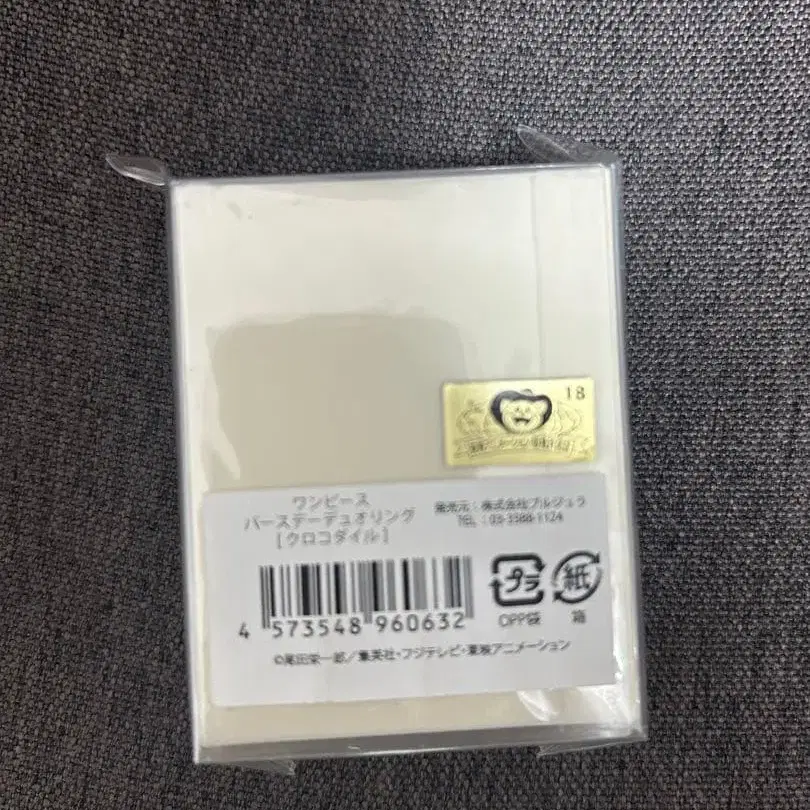 18
ワンピース
バースデーデュオリング
[クロコダイル]
発売元：株式会社ブルジュラ
TEL：03-3388-1124
プラ
紙
OPP袋
箱
4 573548 960632
©尾田栄一郎／集英社・フジテレビ・東映アニメーション